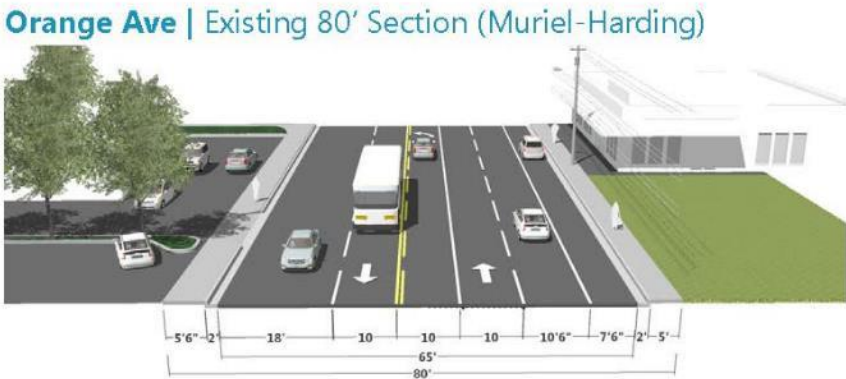 Orange Ave | Existing 80' Section (Muriel-Harding)
5'6" 2' 18' 10 10 10 10'6" 7'6" 2' 5'
65'
80'